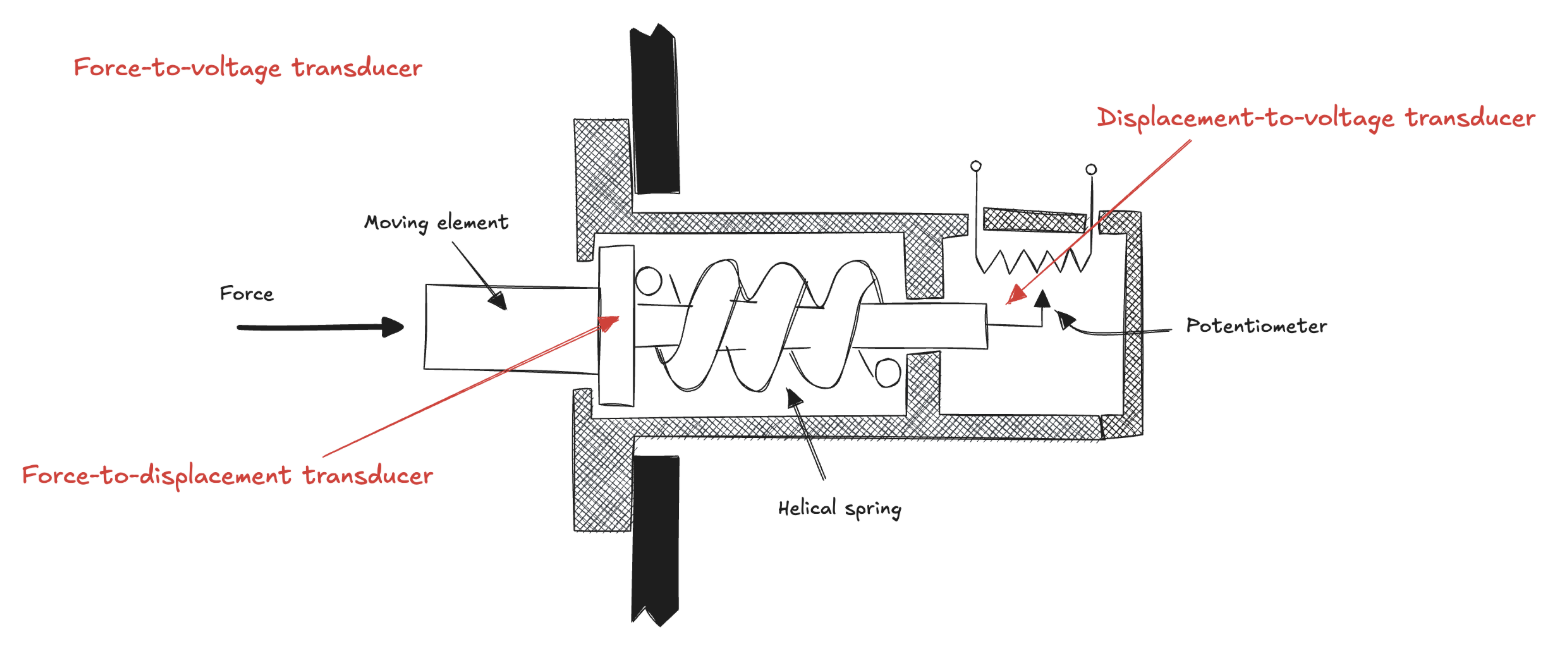 Force-to-voltage transducer
Displacement-to-voltage transducer
Moving element
Force
Potentiometer
Force-to-displacement transducer
Helical spring